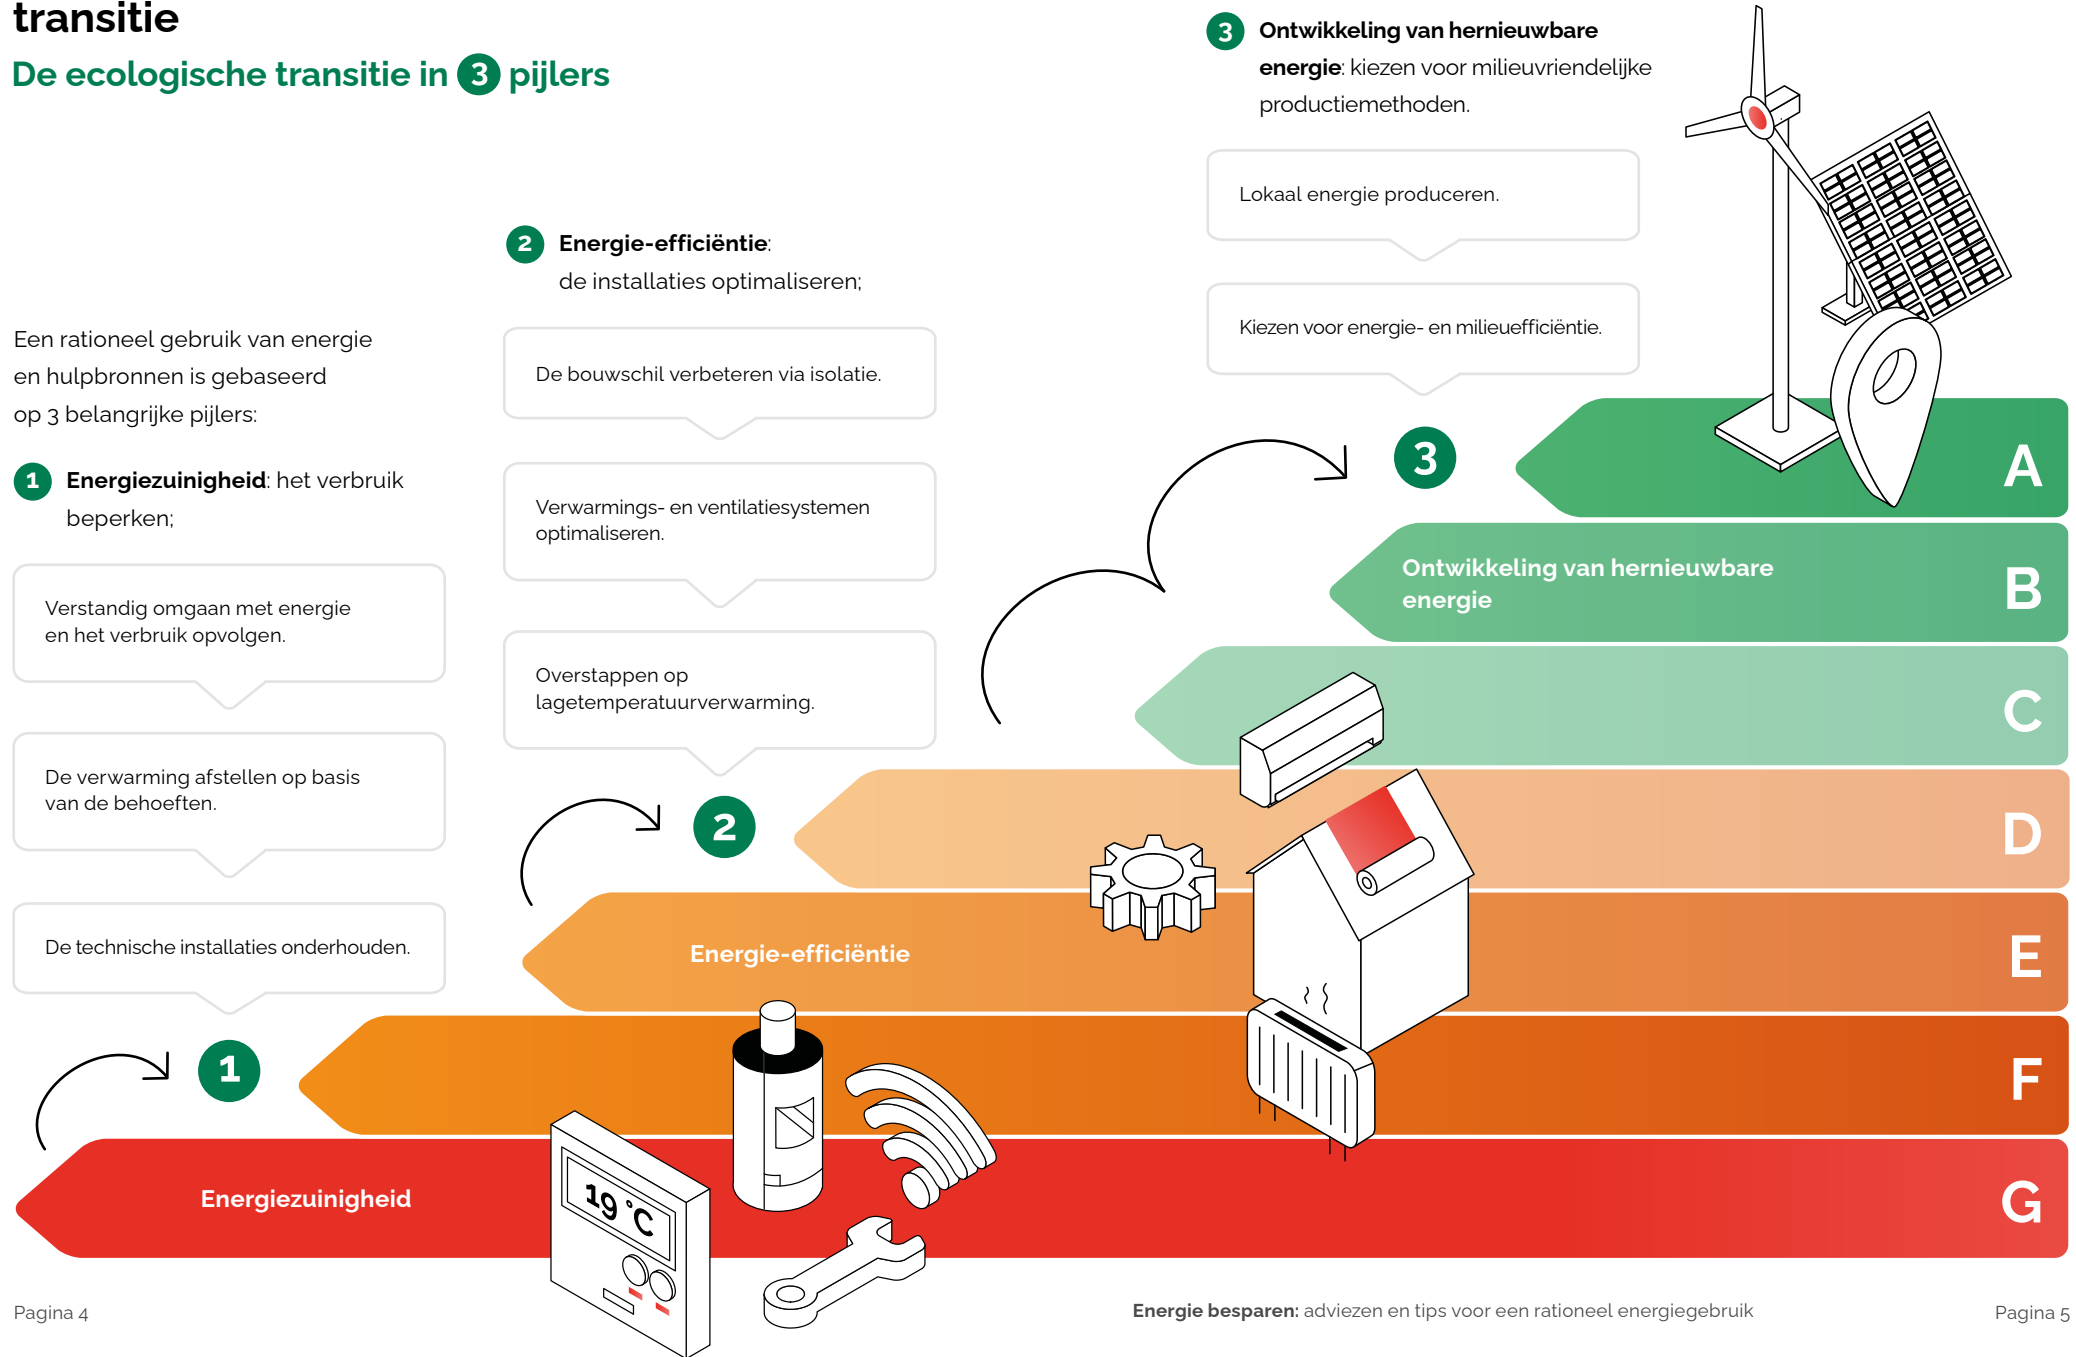 transitie
De ecologische transitie in 3 pijlers
Een rationeel gebruik van energie
en hulpbronnen is gebaseerd
op 3 belangrijke pijlers:
1 Energiezuinigheid: het verbruik
beperken;
Verstandig omgaan met energie
en het verbruik opvolgen.
De verwarming afstellen op basis
van de behoeften.
De technische installaties onderhouden.
1
2 Energie-efficiëntie:
de installaties optimaliseren;
De bouwschil verbeteren via isolatie.
Verwarmings- en ventilatiesystemen
optimaliseren.
Overstappen op
lagetemperatuurverwarming.
2
3 Ontwikkeling van hernieuwbare
energie: kiezen voor milieuvriendelijke
productiemethoden.
Lokaal energie produceren.
Kiezen voor energie- en milieuefficiëntie.
3
A
Ontwikkeling van hernieuwbare
energie
B
C
D
Energie-efficiëntie
E
F
Energiezuinigheid
19 °C
G
Pagina 4
Energie besparen: adviezen en tips voor een rationeel energiegebruik
Pagina 5